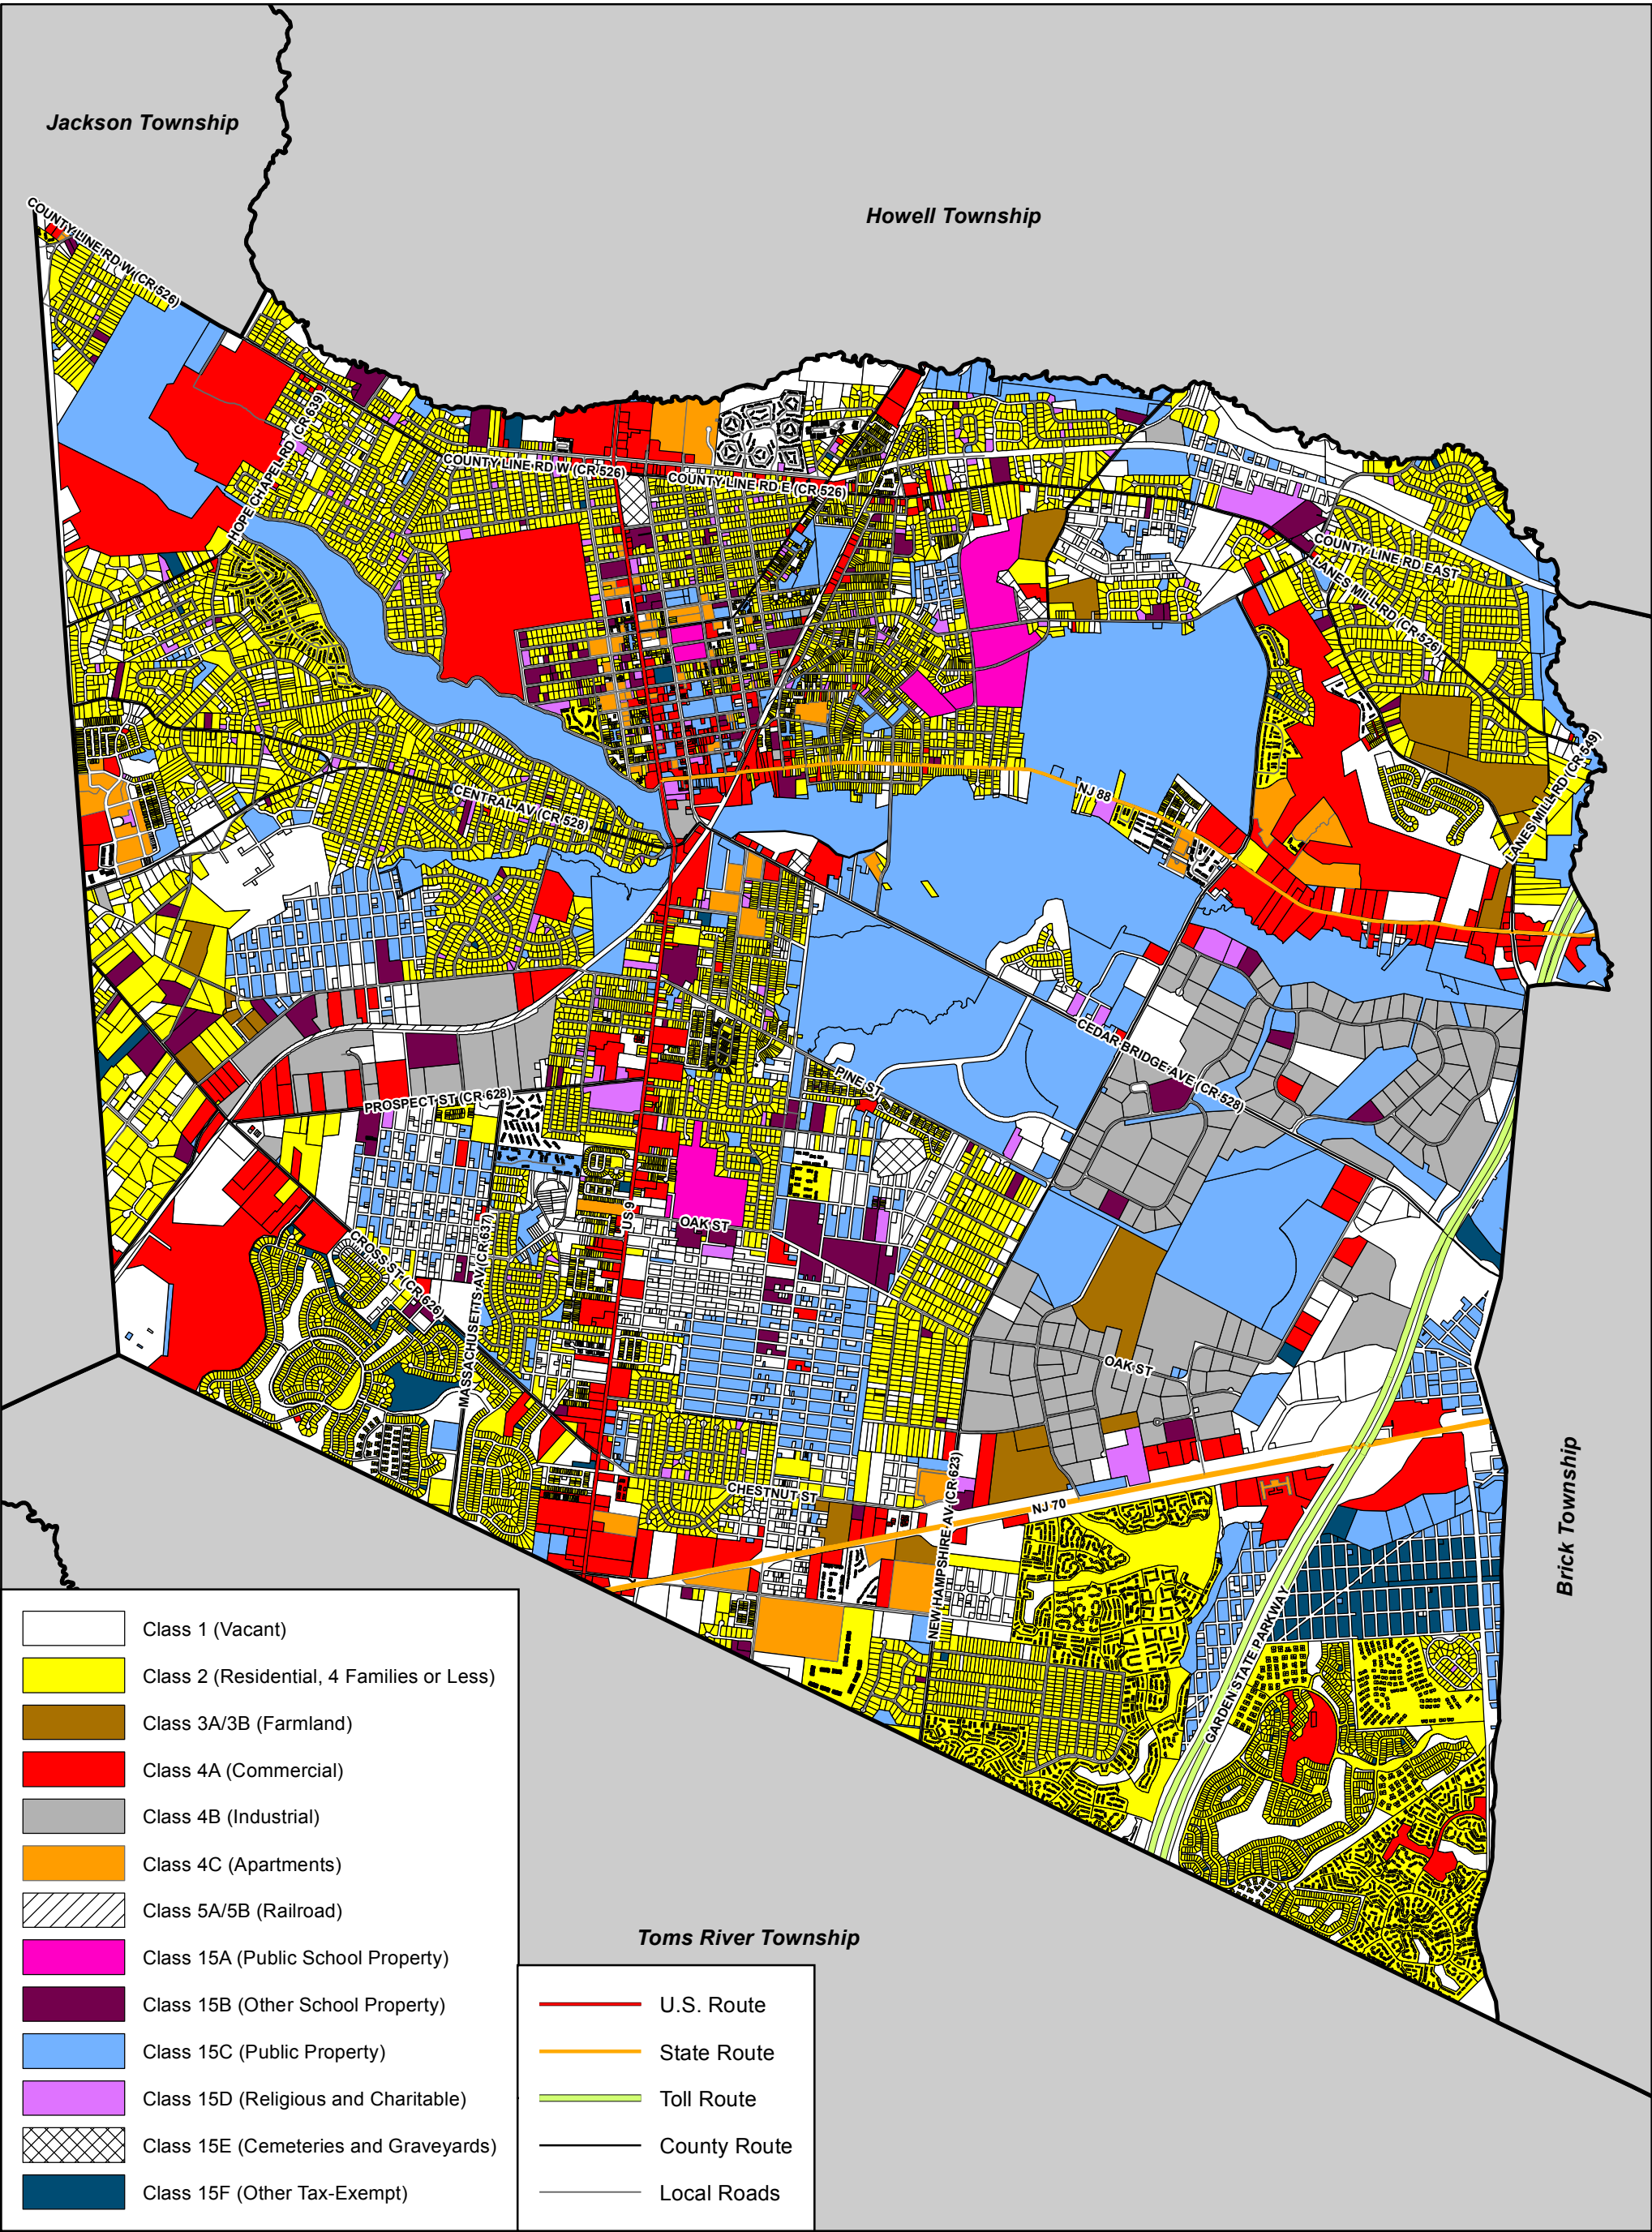 Jackson Township
Howell Township
COUNTY LINE RD W (CR 526)
HOPE CHAPEL RD (CR 639)
COUNTY LINE RD W (CR 526)
COUNTY LINE RD E (CR 526)
COUNTY LINE RD EAST
LANES MILL RD (CR 526)
LANES MILL RD (CR 549)
NJ 88
CENTRAL AV (CR 528)
CEDAR BRIDGE AVE (CR 528)
PINE ST
PROSPECT ST (CR 628)
US 9
OAK ST
CROSS ST (CR 626)
MASSACHUSETTS AV (CR 637)
OAK ST
CHESTNUT ST
NEW HAMPSHIRE AV (CR 623)
NJ 70
GARDEN STATE PARKWAY
Brick Township
Toms River Township
Class 1 (Vacant)
Class 2 (Residential, 4 Families or Less)
Class 3A/3B (Farmland)
Class 4A (Commercial)
Class 4B (Industrial)
Class 4C (Apartments)
Class 5A/5B (Railroad)
Class 15A (Public School Property)
Class 15B (Other School Property)
Class 15C (Public Property)
Class 15D (Religious and Charitable)
Class 15E (Cemeteries and Graveyards)
Class 15F (Other Tax-Exempt)
U.S. Route
State Route
Toll Route
County Route
Local Roads